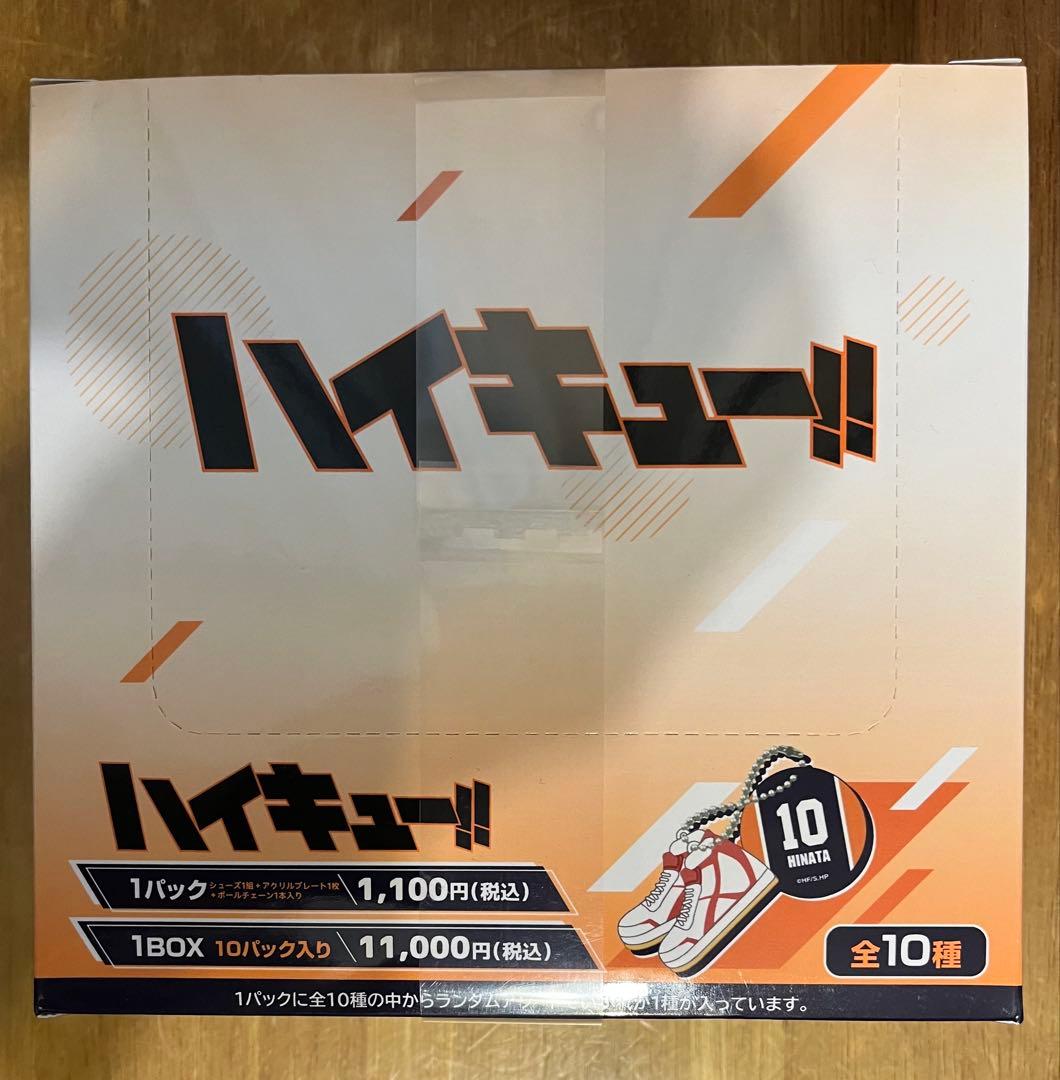 ハイキュー!!
ハイキュー!!
10
HINATA
©HF/S,HP
1パック シューズ1組+アクリルプレート1枚 +ボールチェーン1本入り 1,100円(税込)
1BOX 10パック入り 11,000円(税込)
全10種
1パックに全10種の中からランダムで
1種が入っています。